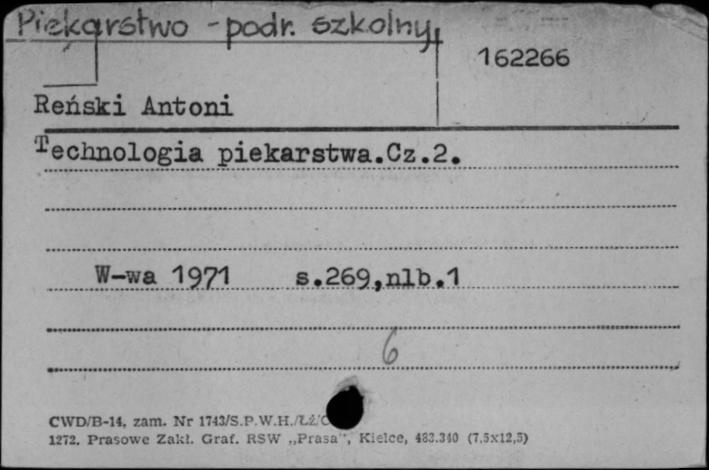 Piekarstwo - podr. szkolny
162266
Reński Antoni
Technologia piekarstwa.Cz.2.
W-wa 1971 s.269,nlb.1
6
CWD/B-14, zam. Nr 1743/S.P.W.H./ŁŻ/
1272. Prasowe Zakł. Graf. RSW „Prasa”, Kielce, 483.340 (7,5x12,5)